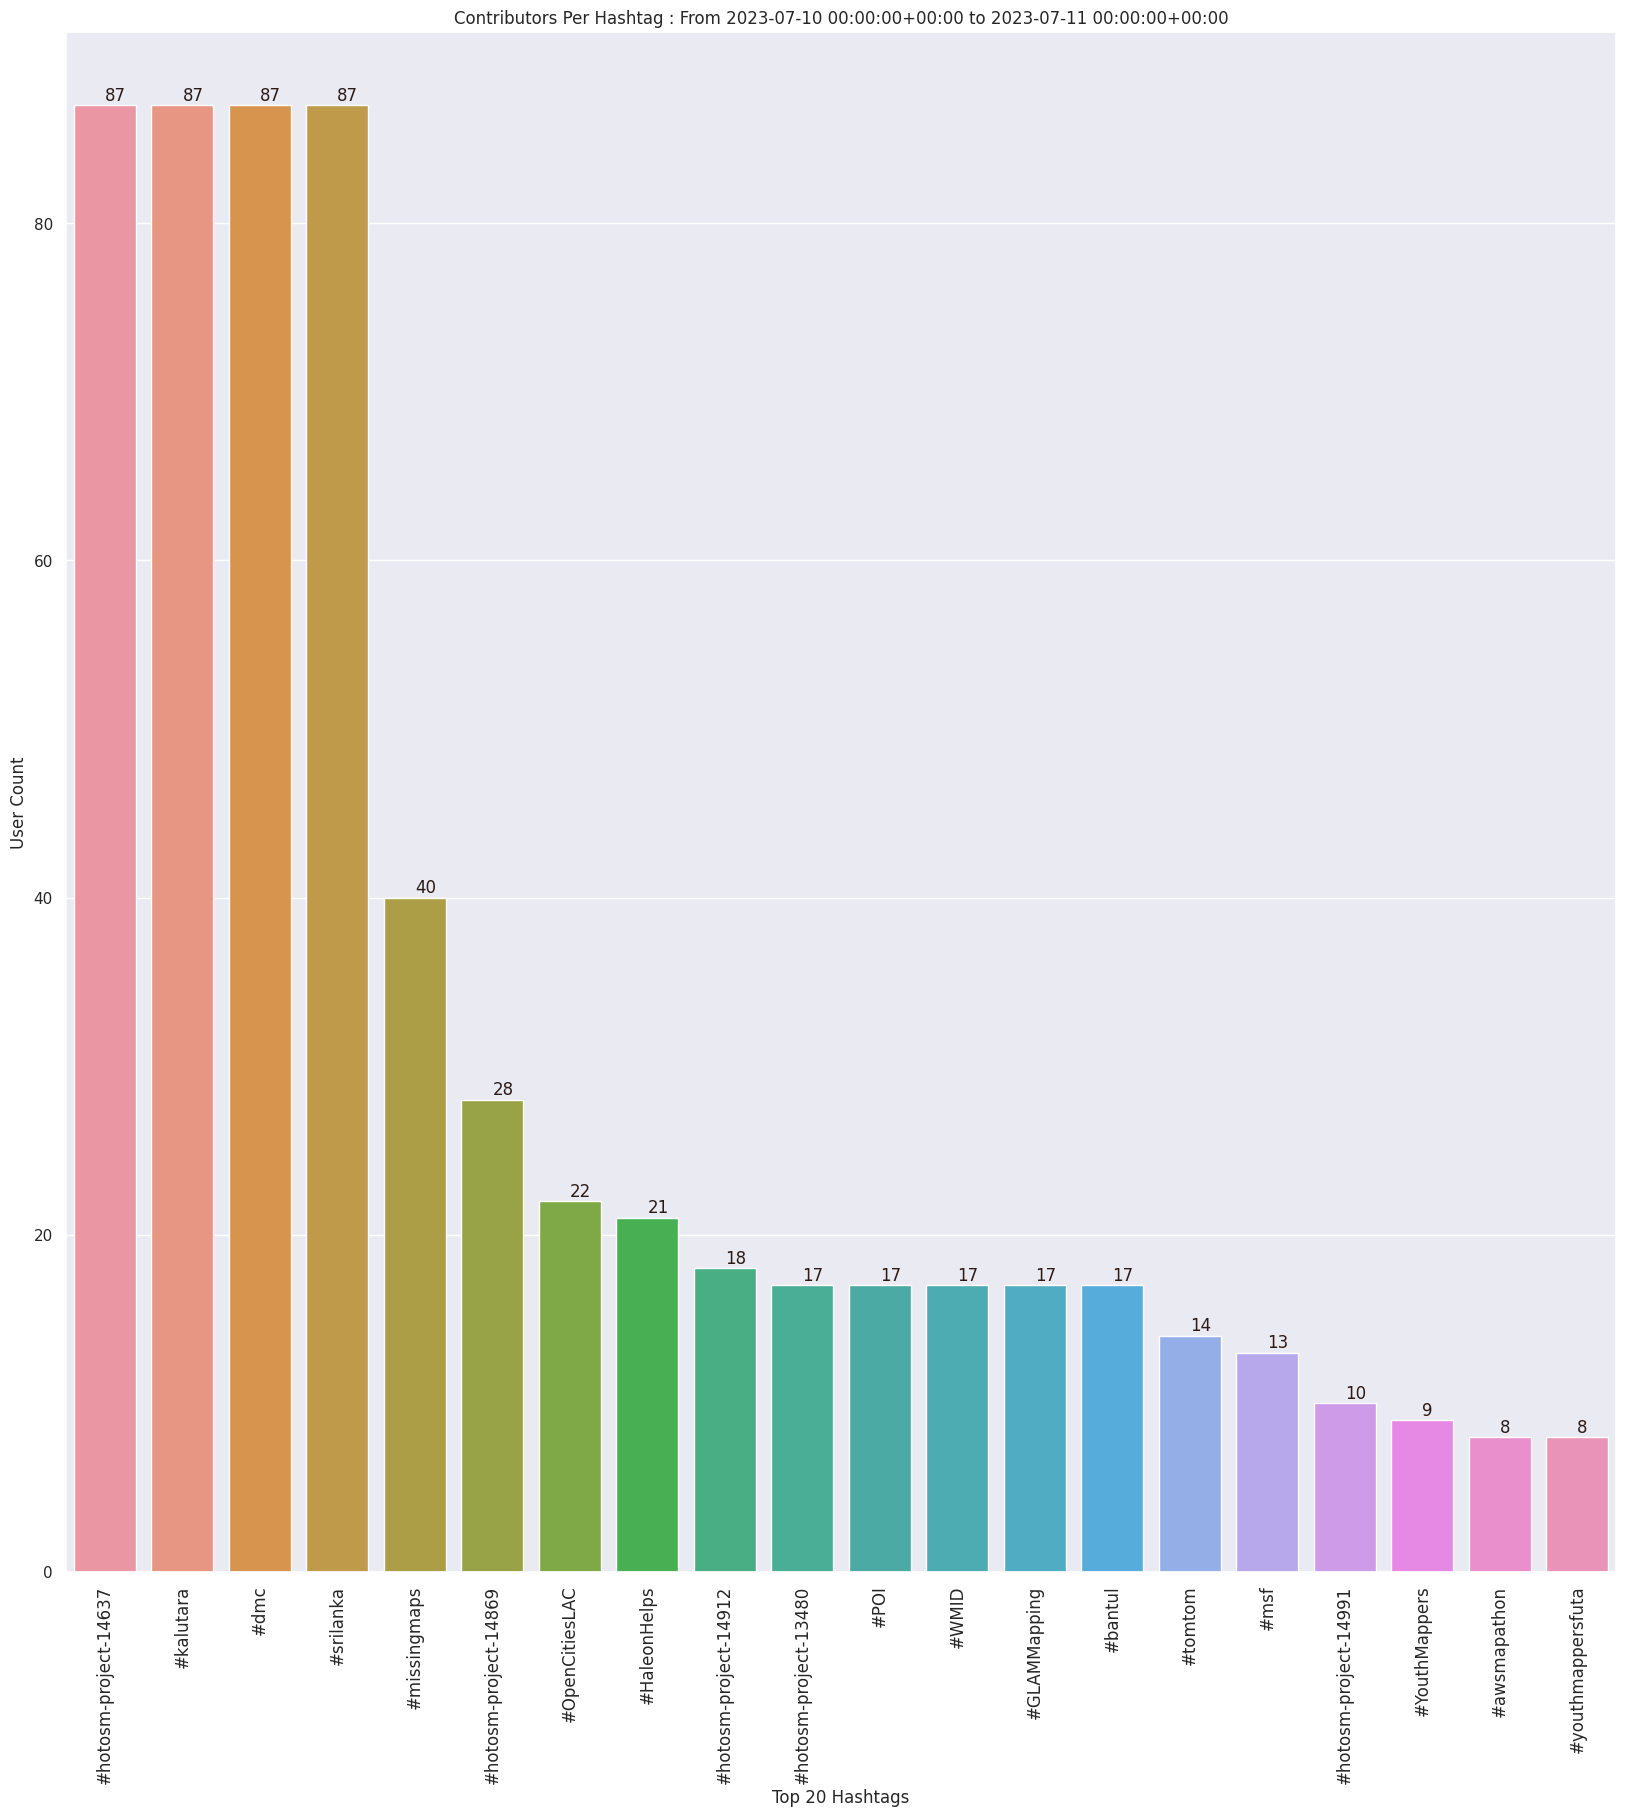 Contributors Per Hashtag : From 2023-07-10 00:00:00+00:00 to 2023-07-11 00:00:00+00:00
87
87
87
87
40
28
22
21
18
17
17
17
17
17
14
13
10
9
8
8
80
60
40
20
0
User Count
#hotosm-project-14637
#kalutara
#dmc
#srilanka
#missingmaps
#hotosm-project-14869
#OpenCitiesLAC
#HaleonHelps
#hotosm-project-14912
#hotosm-project-13480
#POI
#WMID
#GLAMMapping
#bantul
#tomtom
#msf
#hotosm-project-14991
#YouthMappers
#awsmapathon
#youthmappersfuta
Top 20 Hashtags